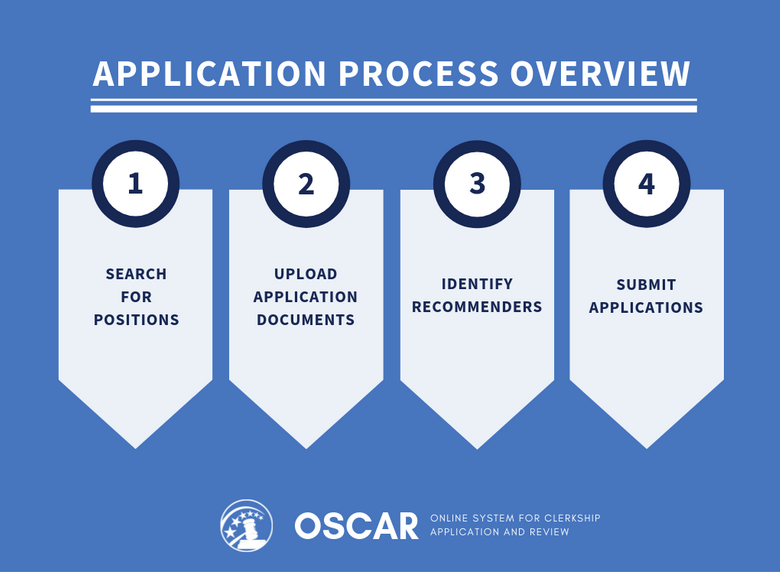 APPLICATION PROCESS OVERVIEW
1
SEARCH
FOR
POSITIONS
2
UPLOAD
APPLICATION
DOCUMENTS
3
IDENTIFY
RECOMMENDERS
4
SUBMIT
APPLICATIONS
OSCAR
ONLINE SYSTEM FOR CLERKSHIP
APPLICATION AND REVIEW